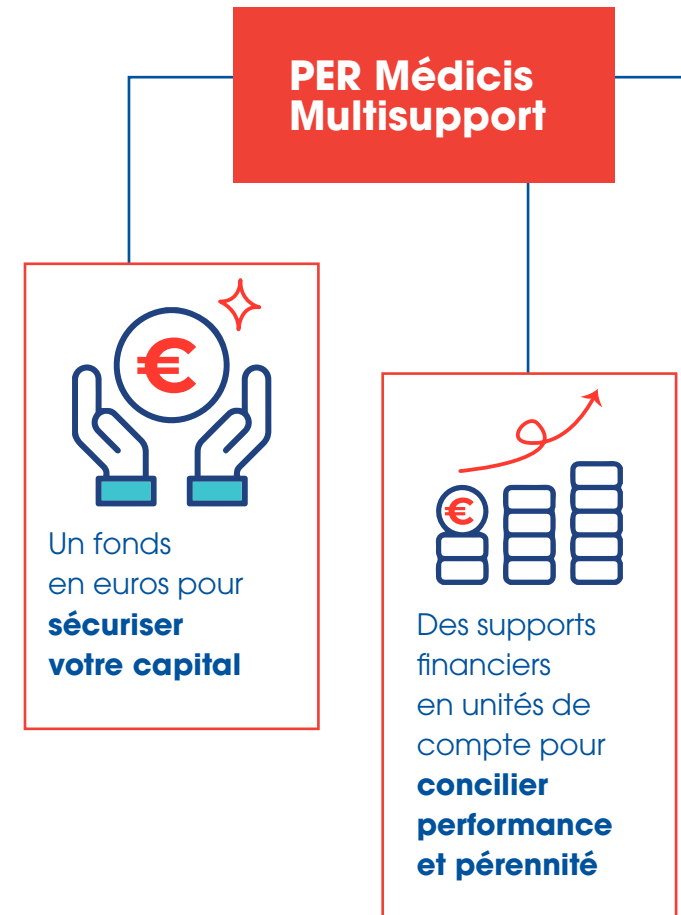 PER Médicis
Multisupport
€
Un fonds
en euros pour
sécuriser
votre capital
€
Des supports
financiers
en unités de
compte pour
concilier
performance
et pérennité